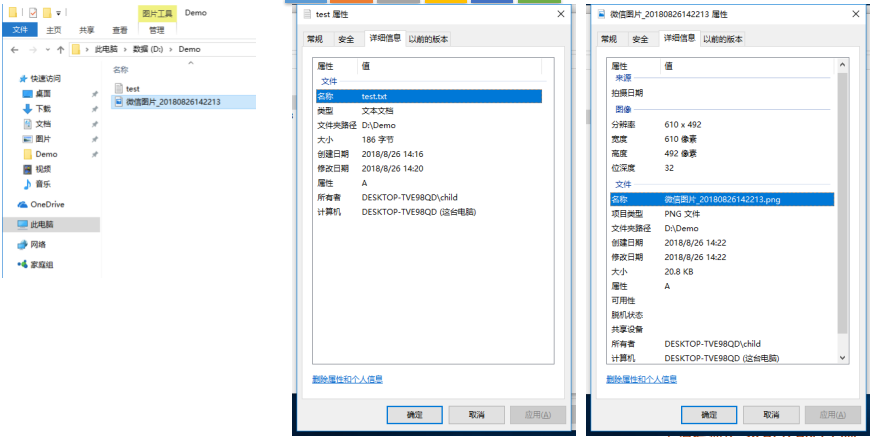 图片工具 Demo
文件 主页 共享 查看 管理
此电脑 > 数据 (D:) > Demo
名称
快速访问
桌面
下载
文档
图片
Demo
视频
音乐
OneDrive
此电脑
网络
家庭组
test
微信图片_20180826142213
test 属性
常规 安全 详细信息 以前的版本
属性 值
文件
名称 test.txt
类型 文本文档
文件夹路径 D:\Demo
大小 186 字节
创建日期 2018/8/26 14:16
修改日期 2018/8/26 14:20
属性 A
所有者 DESKTOP-TVE98QD\child
计算机 DESKTOP-TVE98QD (这台电脑)
删除属性和个人信息
确定 取消 应用(A)
微信图片_20180826142213 属性
常规 安全 详细信息 以前的版本
属性 值
来源
拍摄日期
图像
分辨率 610 x 492
宽度 610 像素
高度 492 像素
位深度 32
文件
名称 微信图片_20180826142213.png
项目类型 PNG 文件
文件夹路径 D:\Demo
创建日期 2018/8/26 14:22
修改日期 2018/8/26 14:22
大小 20.8 KB
属性 A
可用性
脱机状态
共享设备
所有者 DESKTOP-TVE98QD\child
计算机 DESKTOP-TVE98QD (这台电脑)
删除属性和个人信息
确定 取消 应用(A)